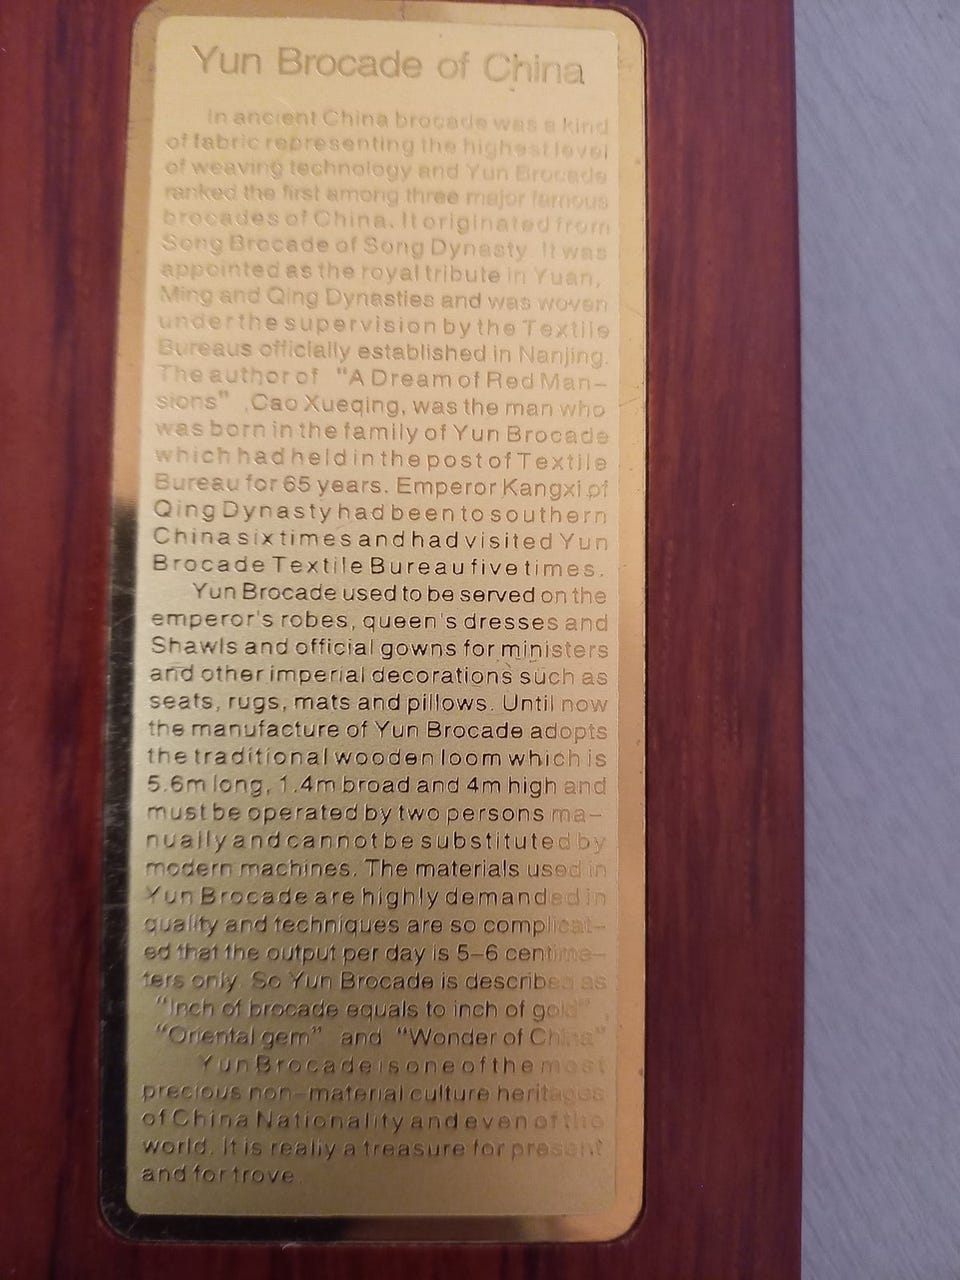 Yun Brocade of China
In ancient China brocade was a kind
of fabric representing the highest level
of weaving technology and Yun Brocade
ranked the first among three major famous
brocades of China. It originated from
Song Brocade of Song Dynasty. It was
appointed as the royal tribute in Yuan,
Ming and Qing Dynasties and was woven
under the supervision by the Textile
Bureaus officially established in Nanjing.
The author of "A Dream of Red Man-
sions" ,Cao Xueqing, was the man who
was born in the family of Yun Brocade
which had held in the post of Textile
Bureau for 65 years. Emperor Kangxi of
Qing Dynasty had been to southern
China six times and had visited Yun
Brocade Textile Bureau five times.
Yun Brocade used to be served on the
emperor's robes, queen's dresses and
Shawls and official gowns for ministers
and other imperial decorations such as
seats, rugs, mats and pillows. Until now
the manufacture of Yun Brocade adopts
the traditional wooden loom which is
5.6m long, 1.4m broad and 4m high and
must be operated by two persons ma-
nually and cannot be substituted by
modern machines. The materials used in
Yun Brocade are highly demanded in
quality and techniques are so complicat-
ed that the output per day is 5-6 centime-
ters only. So Yun Brocade is described as
"Inch of brocade equals to inch of gold" ,
"Oriental gem" and "Wonder of China"
Yun Brocade is one of the most
precious non-material culture heritages
of China Nationality and even of the
world. It is really a treasure for present
and for trove.